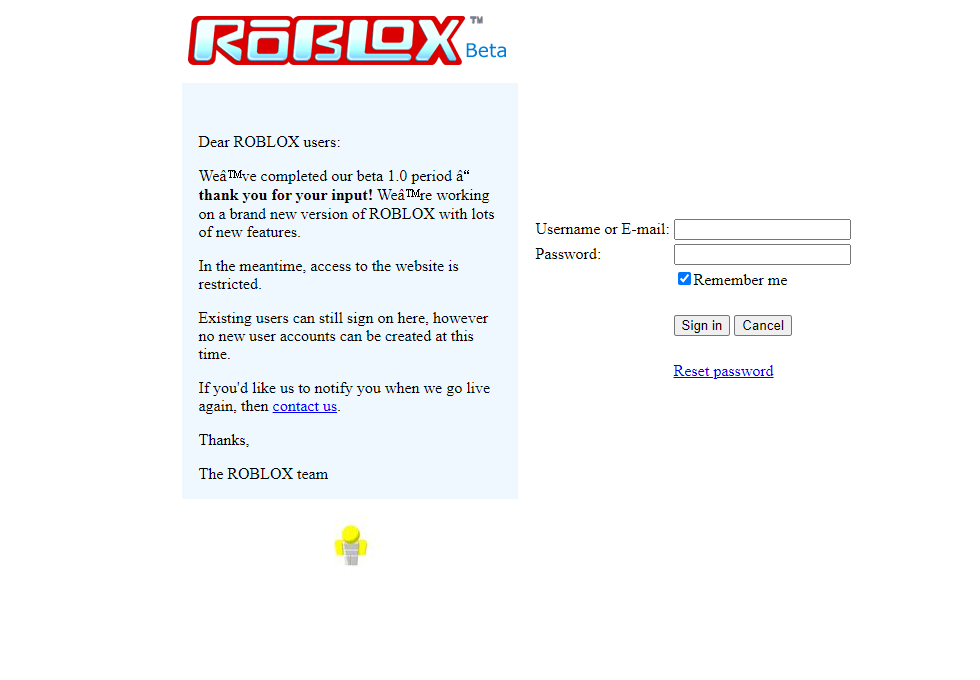 RŌBLOX™
Beta
Dear ROBLOX users:
Weâ™ve completed our beta 1.0 period â“
thank you for your input! Weâ™re working
on a brand new version of ROBLOX with lots
of new features.
In the meantime, access to the website is
restricted.
Existing users can still sign on here, however
no new user accounts can be created at this
time.
If you'd like us to notify you when we go live
again, then contact us.
Thanks,
The ROBLOX team
Username or E-mail:
Password:
Remember me
Sign in Cancel
Reset password